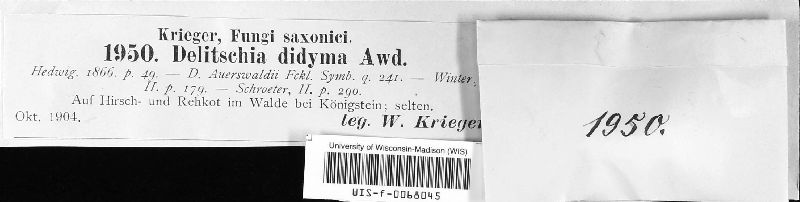 Krieger, Fungi saxonici.
1950. Delitschia didyma Awd.
Hedwig. 1866. p. 49. — D. Auerswaldii Fckl. Symb. q. 241. — Winter,
II. p. 179. — Schroeter, II. p. 290.
Auf Hirsch- und Rehkot im Walde bei Königstein; selten.
Okt. 1904. leg. W. Krieger
University of Wisconsin-Madison (WIS)
WIS-f-0068045
1950.